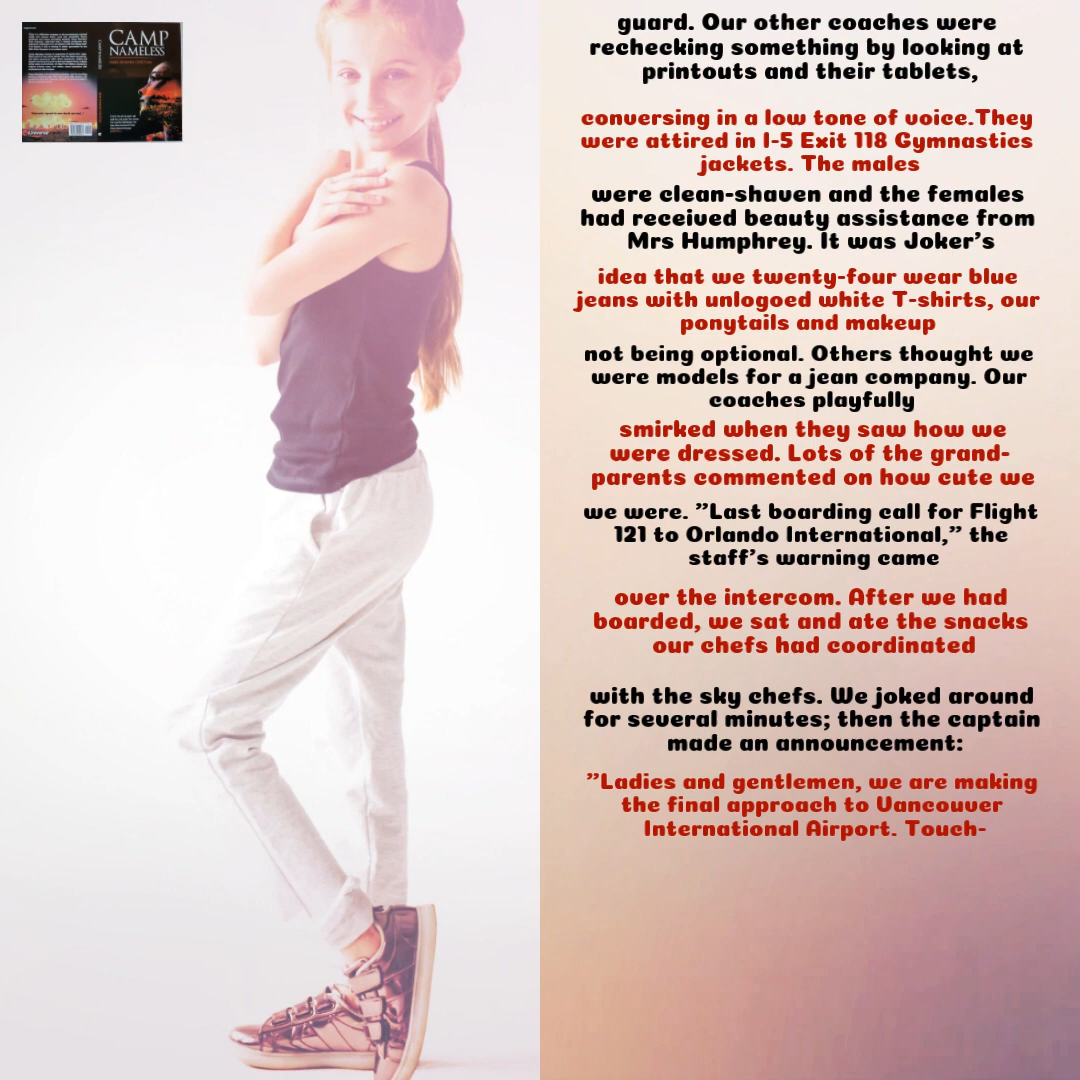 CAMP
NAMELESS
guard. Our other coaches were
rechecking something by looking at
printouts and their tablets,
conversing in a low tone of voice.They
were attired in I-5 Exit 118 Gymnastics
jackets. The males
were clean-shaven and the females
had received beauty assistance from
Mrs Humphrey. It was Joker's
idea that we twenty-four wear blue
jeans with unlogoed white T-shirts, our
ponytails and makeup
not being optional. Others thought we
were models for a jean company. Our
coaches playfully
smirked when they saw how we
were dressed. Lots of the grand-
parents commented on how cute we
we were. "Last boarding call for Flight
121 to Orlando International," the
staff's warning came
over the intercom. After we had
boarded, we sat and ate the snacks
our chefs had coordinated
with the sky chefs. We joked around
for several minutes; then the captain
made an announcement:
"Ladies and gentlemen, we are making
the final approach to Vancouver
International Airport. Touch-